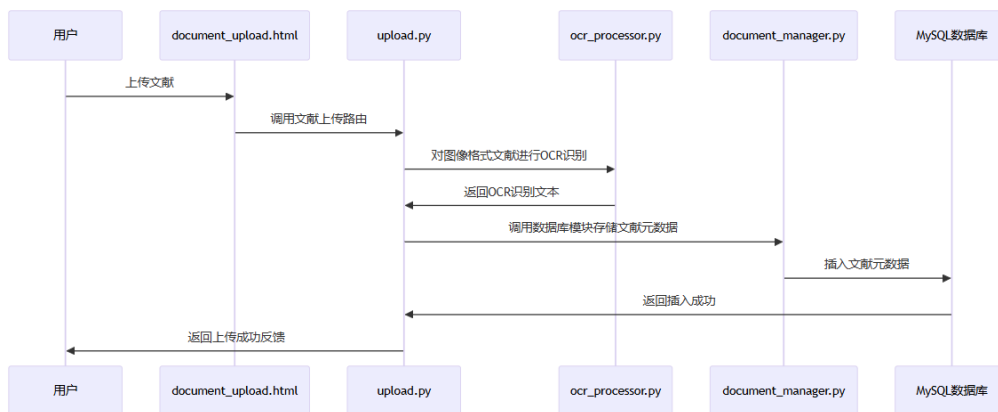 用户
document_upload.html
upload.py
ocr_processor.py
document_manager.py
MySQL数据库
上传文献
调用文献上传路由
对图像格式文献进行OCR识别
返回OCR识别文本
调用数据库模块存储文献元数据
插入文献元数据
返回插入成功
返回上传成功反馈
用户
document_upload.html
upload.py
ocr_processor.py
document_manager.py
MySQL数据库